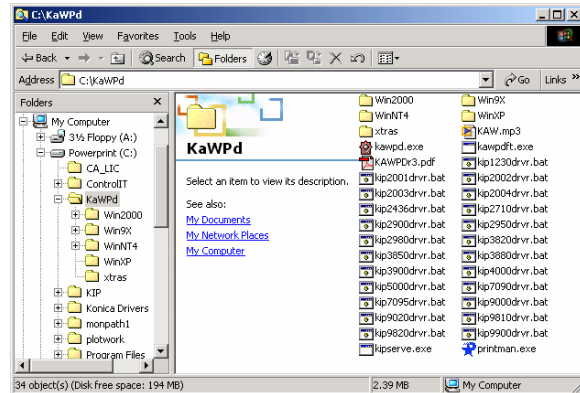 C:\KaWPd
File Edit View Favorites Tools Help
Back Search Folders
Address C:\KaWPd Go Links »
Folders
My Computer
3½ Floppy (A:)
Powerprint (C:)
CA_LIC
ControlIT
KaWPd
Win2000
Win9X
WinNT4
WinXP
xtras
KIP
Konica Drivers
monpath1
plotwork
Program Files
KaWPd
Select an item to view its description.
See also:
My Documents
My Network Places
My Computer
Win2000 Win9X
WinNT4 WinXP
xtras KAW.mp3
kawpd.exe kawpdft.exe
KAWPDr3.pdf kip1230drvr.bat
kip2001drvr.bat kip2002drvr.bat
kip2003drvr.bat kip2004drvr.bat
kip2436drvr.bat kip2710drvr.bat
kip2900drvr.bat kip2950drvr.bat
kip2980drvr.bat kip3820drvr.bat
kip3850drvr.bat kip3880drvr.bat
kip3900drvr.bat kip4000drvr.bat
kip5000drvr.bat kip7090drvr.bat
kip7095drvr.bat kip9000drvr.bat
kip9020drvr.bat kip9810drvr.bat
kip9820drvr.bat kip9900drvr.bat
kipserve.exe printman.exe
34 object(s) (Disk free space: 194 MB) 2.39 MB My Computer